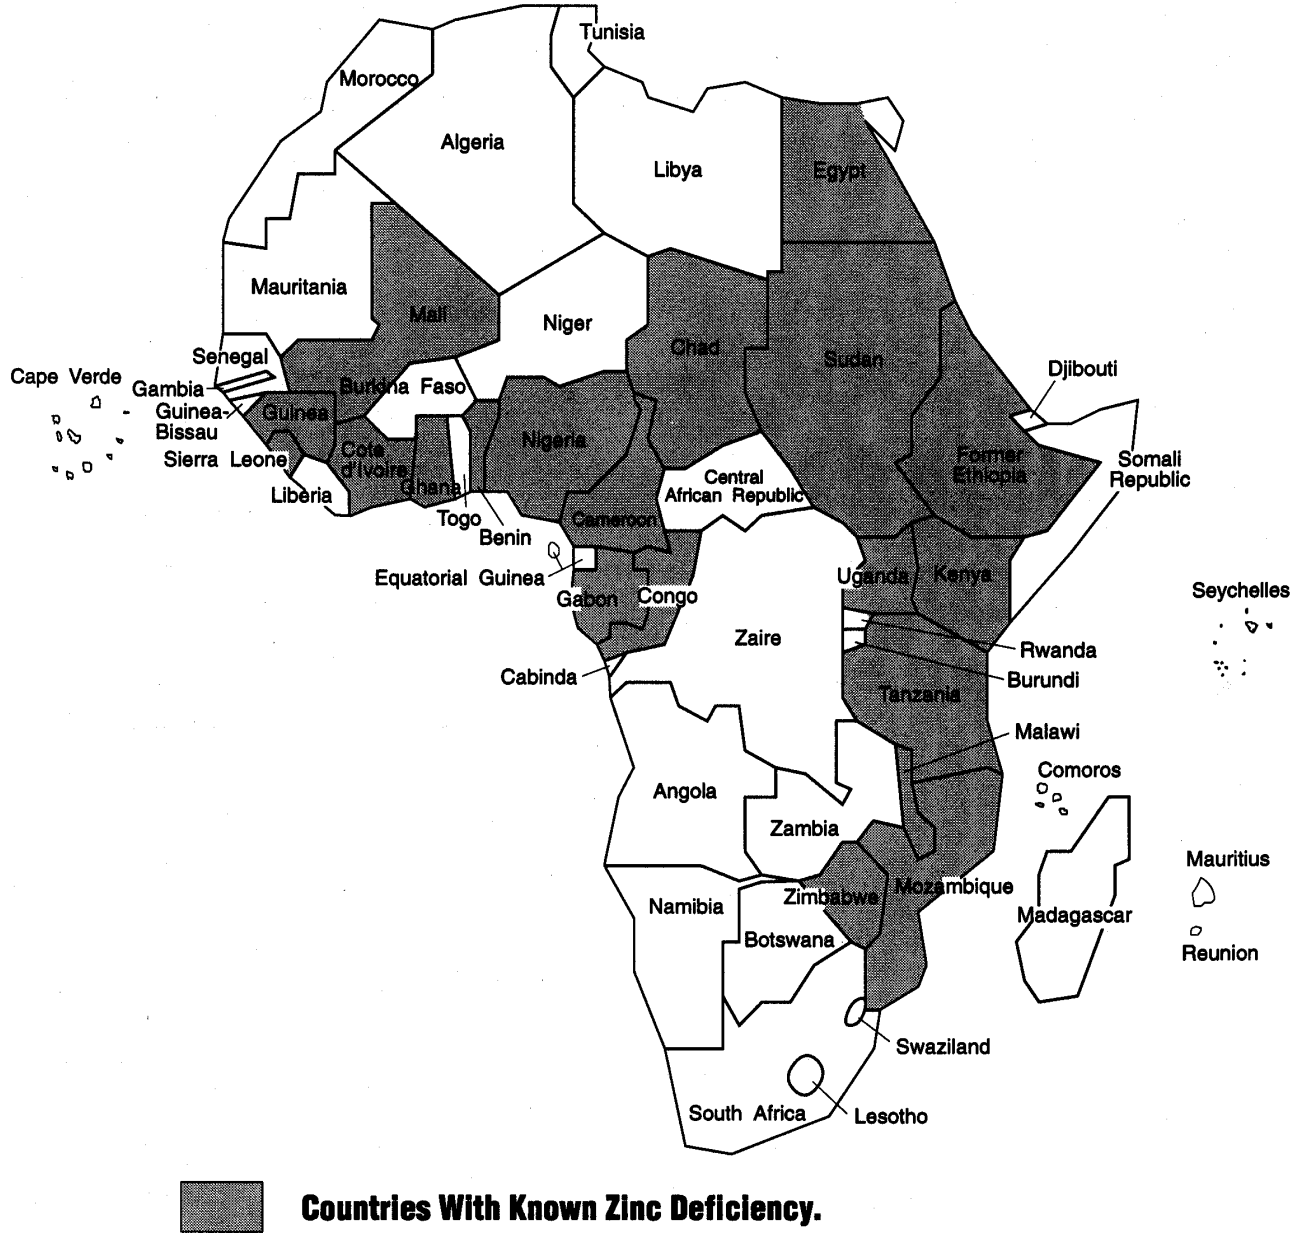 Tunisia
Morocco
Algeria
Libya
Egypt
Mauritania
Mali
Niger
Chad
Sudan
Senegal
Cape Verde
Gambia
Guinea-
Bissau
Guinea
Burkina Faso
Djibouti
Sierra Leone
Cote
d'Ivoire
Ghana
Nigeria
Former
Ethiopia
Somali
Republic
Liberia
Togo
Benin
Central
African Republic
Cameroon
Equatorial Guinea
Gabon
Congo
Uganda
Kenya
Seychelles
Zaire
Rwanda
Burundi
Cabinda
Tanzania
Malawi
Comoros
Angola
Zambia
Mauritius
Namibia
Zimbabwe
Mozambique
Madagascar
Botswana
Reunion
Swaziland
South Africa
Lesotho
Countries With Known Zinc Deficiency.